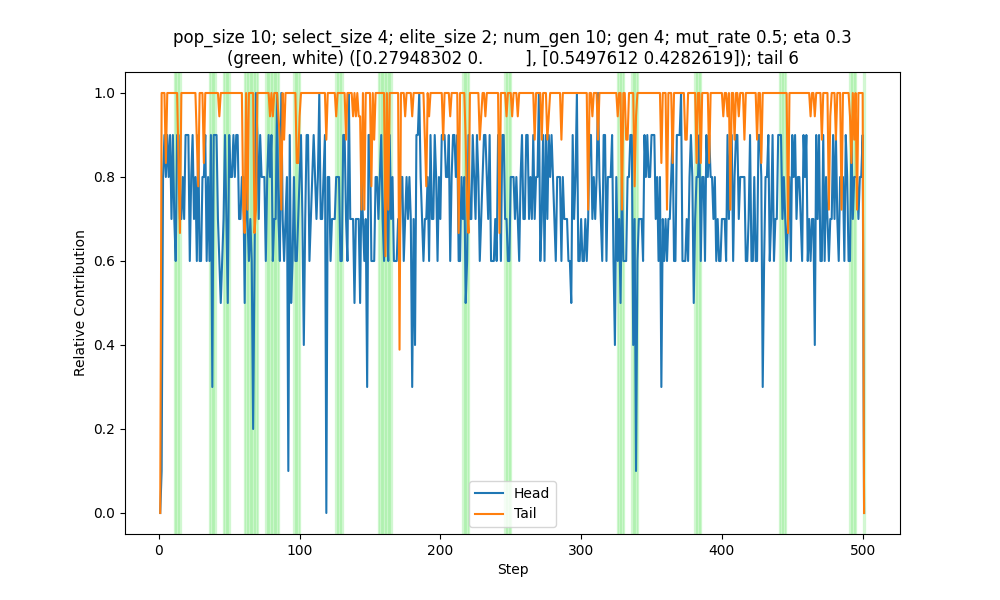 pop_size 10; select_size 4; elite_size 2; num_gen 10; gen 4; mut_rate 0.5; eta 0.3
(green, white) ([0.27948302 0.         ], [0.5497612 0.4282619]); tail 6
1.0
0.8
0.6
0.4
0.2
0.0
Relative Contribution
Head
Tail
0
100
200
300
400
500
Step